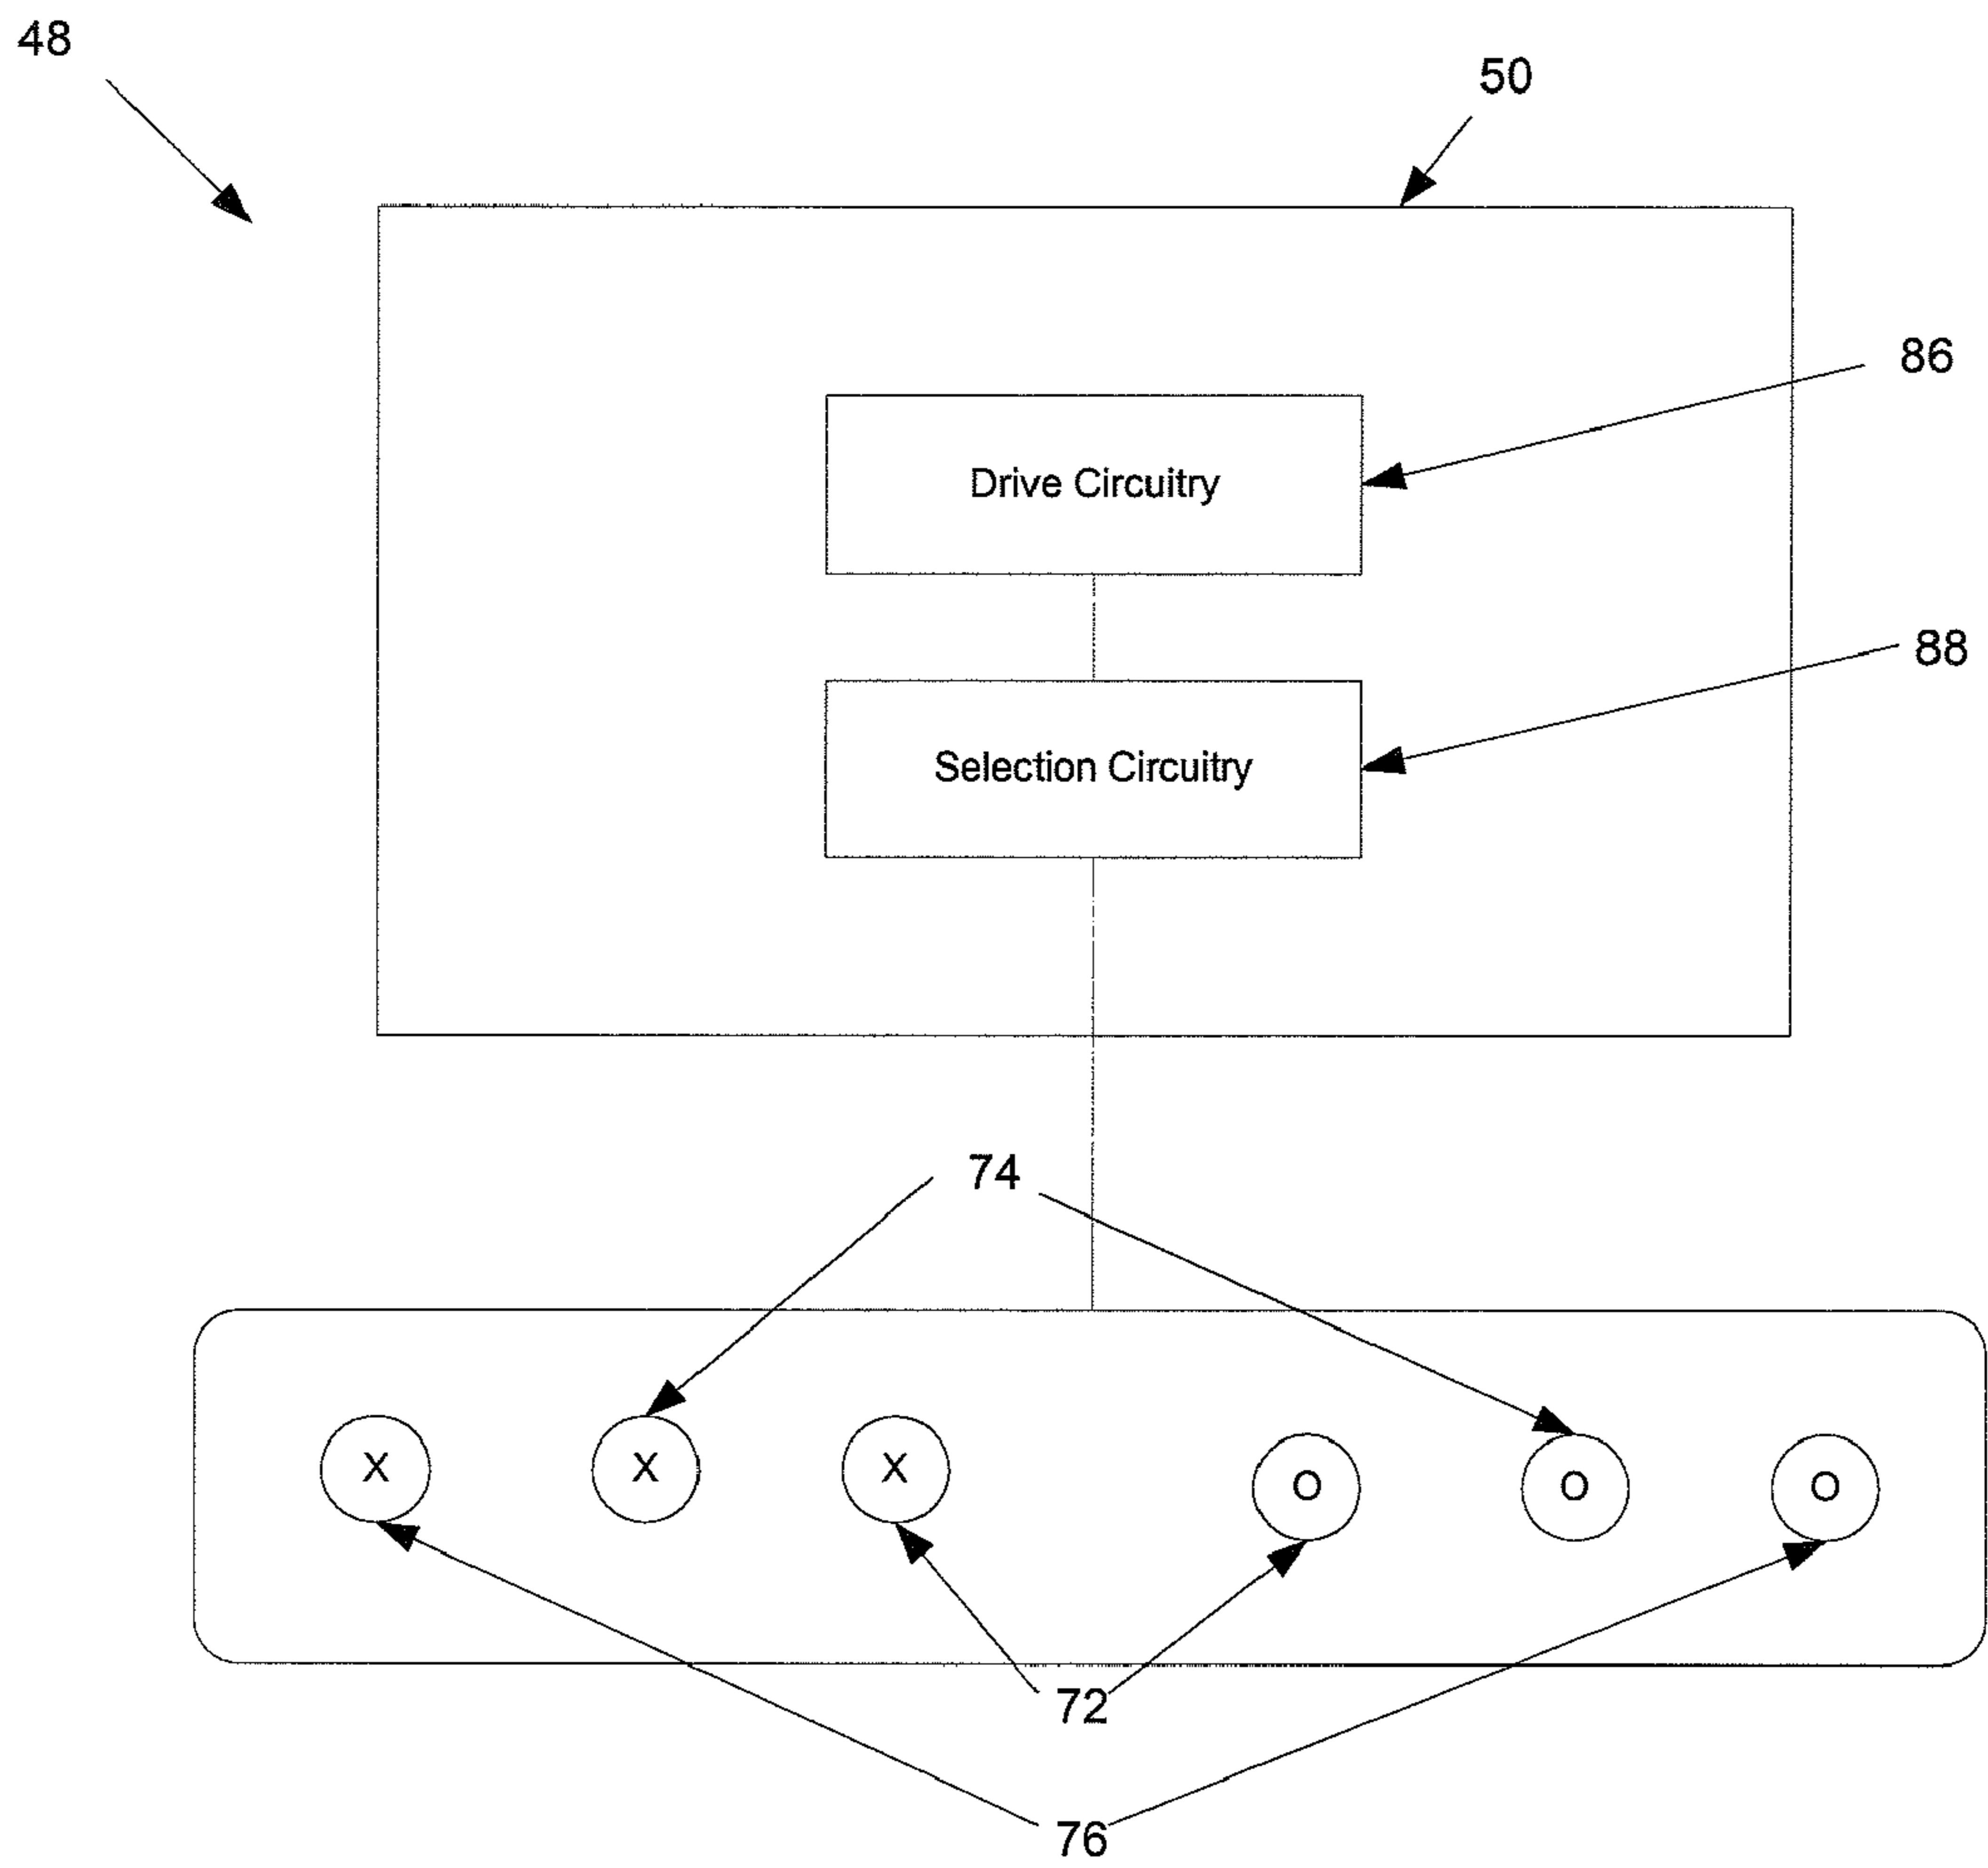 48
50
86
Drive Circuitry
88
Selection Circuitry
74
X X X O O O
72
76